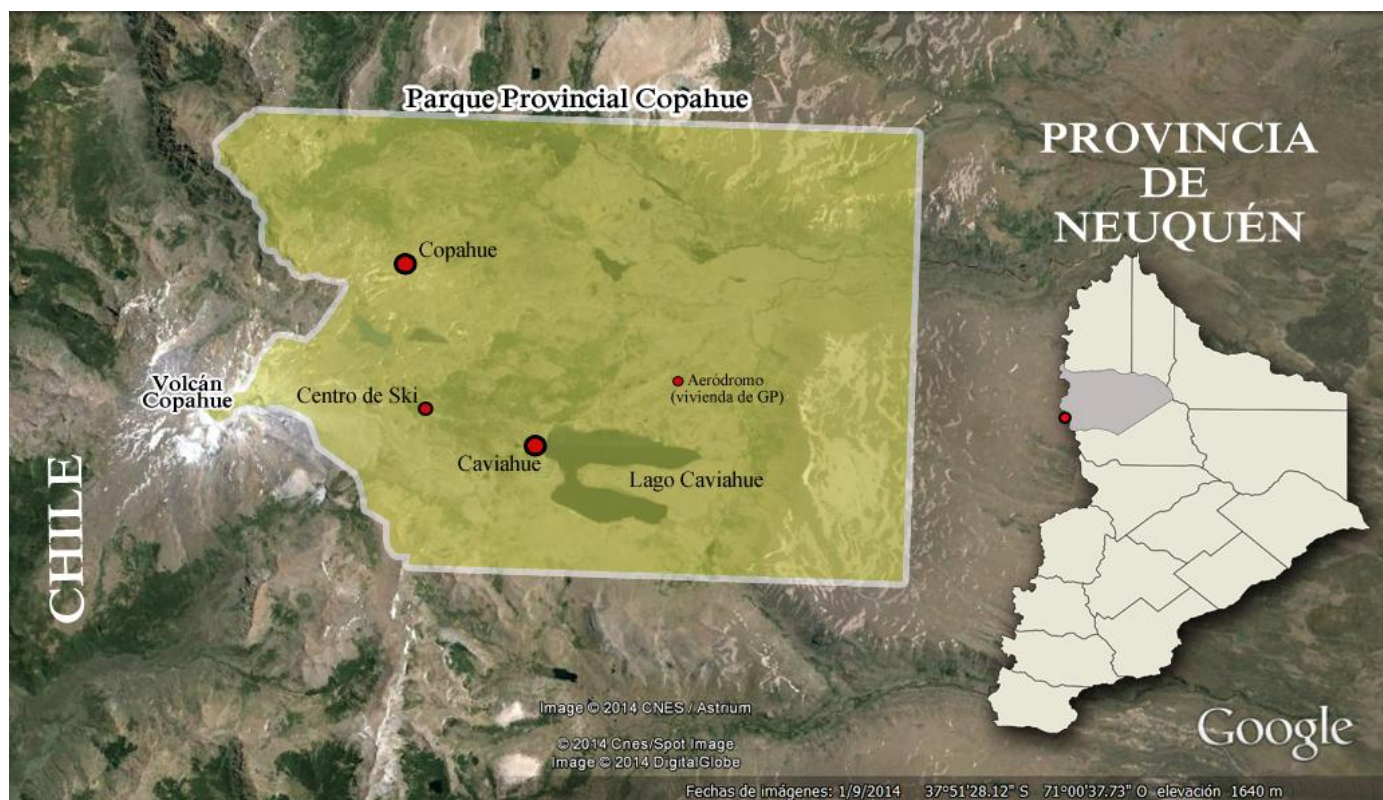 Parque Provincial Copahue
PROVINCIA
DE
NEUQUÉN
Copahue
Volcán
Copahue
Centro de Ski
Aeródromo
(vivienda de GP)
Caviahue
Lago Caviahue
CHILE
Image © 2014 CNES / Astrium
© 2014 Cnes/Spot Image
Image © 2014 DigitalGlobe
Google
Fechas de imágenes: 1/9/2014 37°51'28.12" S 71°00'37.73" O elevación 1640 m